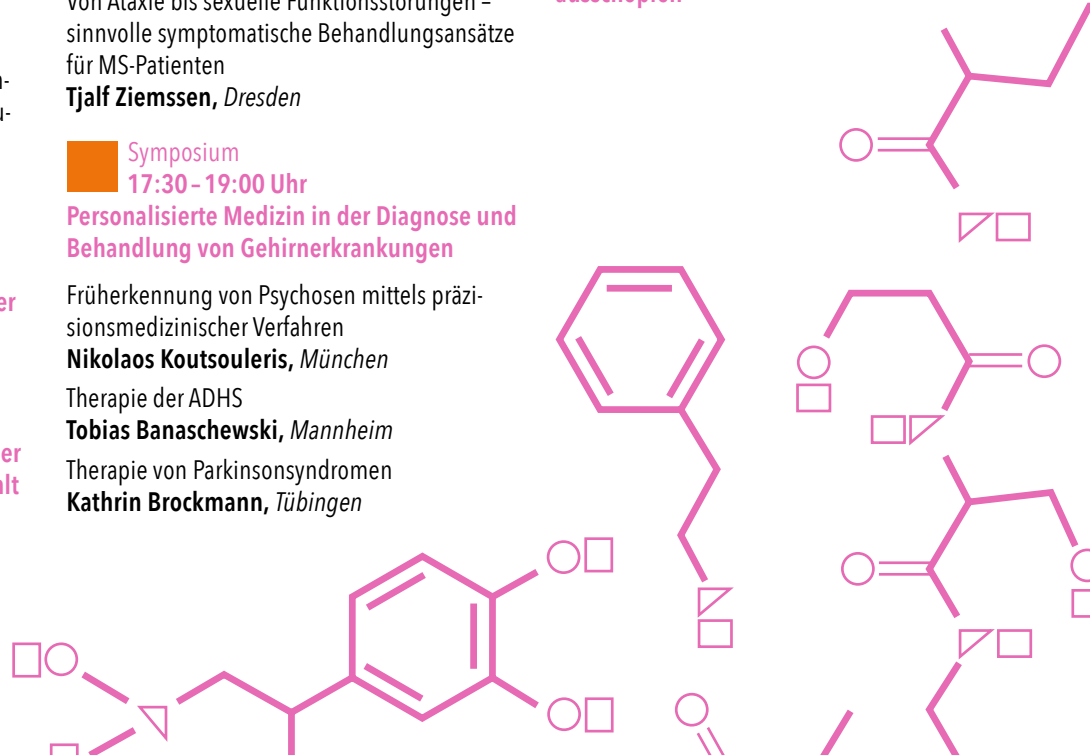 Von Ataxie bis sexuelle Funktionsstörungen –
sinnvolle symptomatische Behandlungsansätze
für MS-Patienten
Tjalf Ziemssen, Dresden
Symposium
17:30 – 19:00 Uhr
Personalisierte Medizin in der Diagnose und
Behandlung von Gehirnerkrankungen
Früherkennung von Psychosen mittels präzi-
sionsmedizinischer Verfahren
Nikolaos Koutsouleris, München
Therapie der ADHS
Tobias Banaschewski, Mannheim
Therapie von Parkinsonsyndromen
Kathrin Brockmann, Tübingen